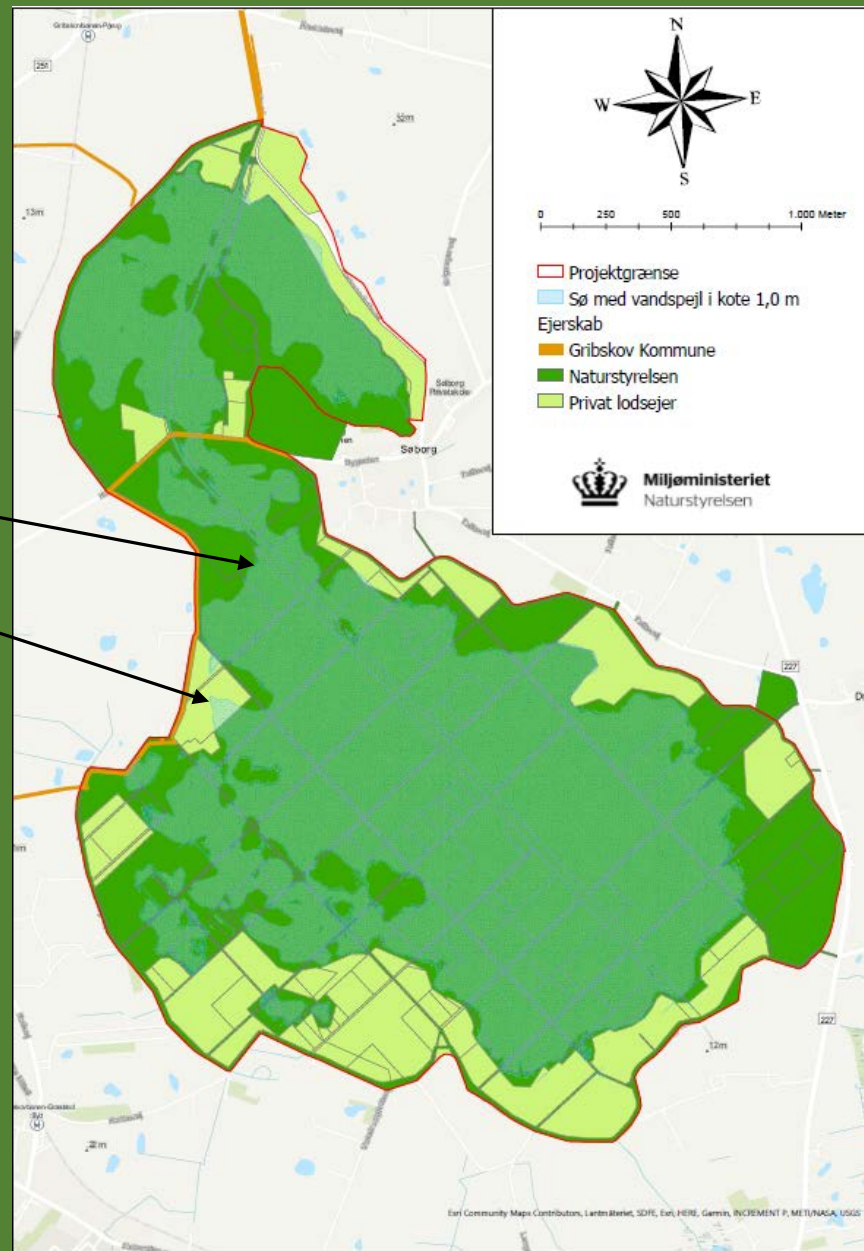 251
32m
13m
Søborg
Privatskole
Søborg
227
227
12m
N
W
E
S
0 250 500 1.000 Meter
Projektgrænse
Sø med vandspejl i kote 1,0 m
Ejerskab
Gribskov Kommune
Naturstyrelsen
Privat lodsejer
Miljøministeriet
Naturstyrelsen
Esri Community Maps Contributors, Lantmäteriet, SDFE, Esri, HERE, Garmin, INCREMENT P, METI/NASA, USGS